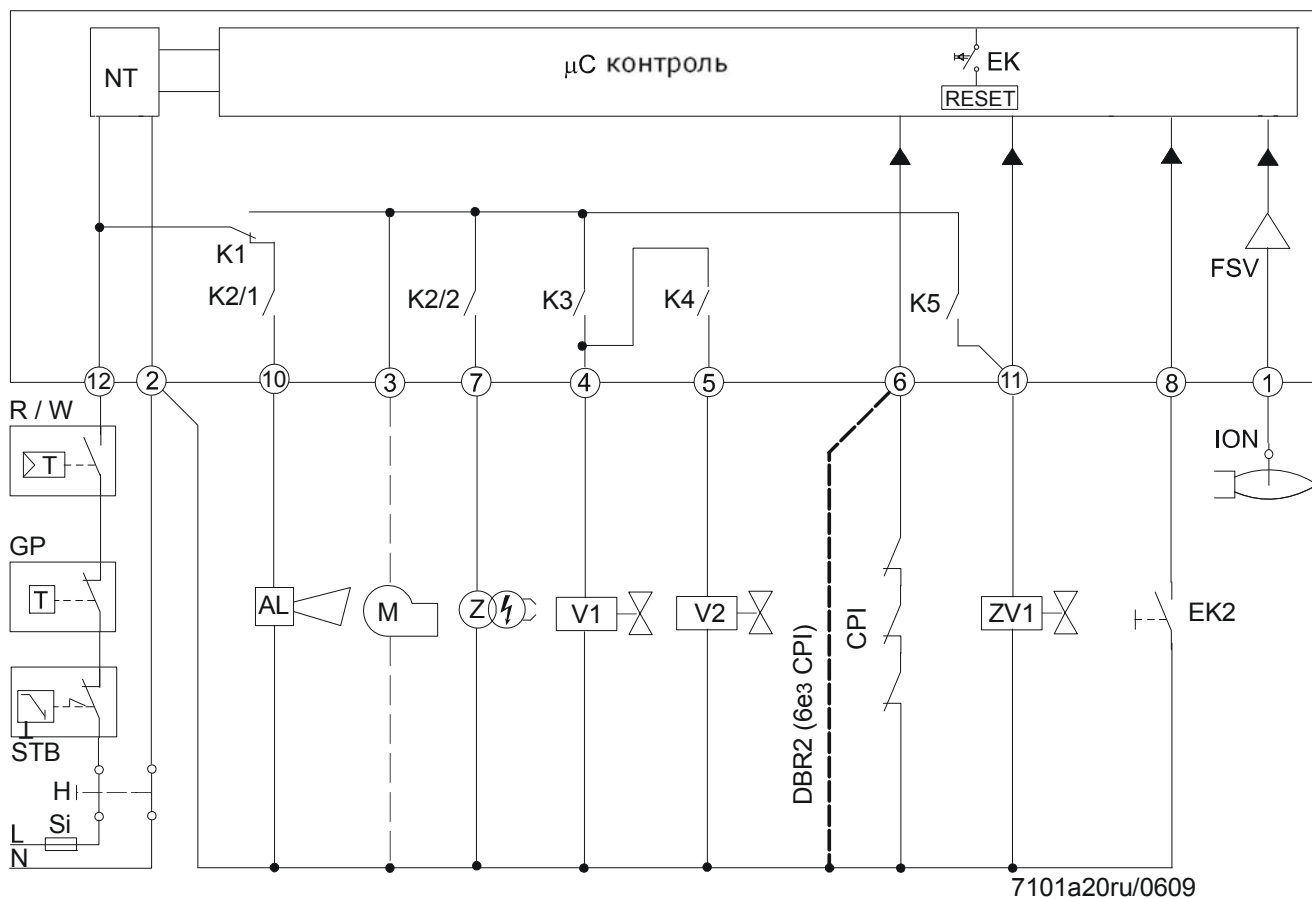 NT
μC контроль
EK
RESET
K1
K2/1
K2/2
K3
K4
K5
FSV
12
2
10
3
7
4
5
6
11
8
1
R / W
T
ION
GP
T
AL
M
Z
V1
V2
DBR2 (без CPI)
CPI
ZV1
EK2
STB
H
Si
L
N
7101a20ru/0609